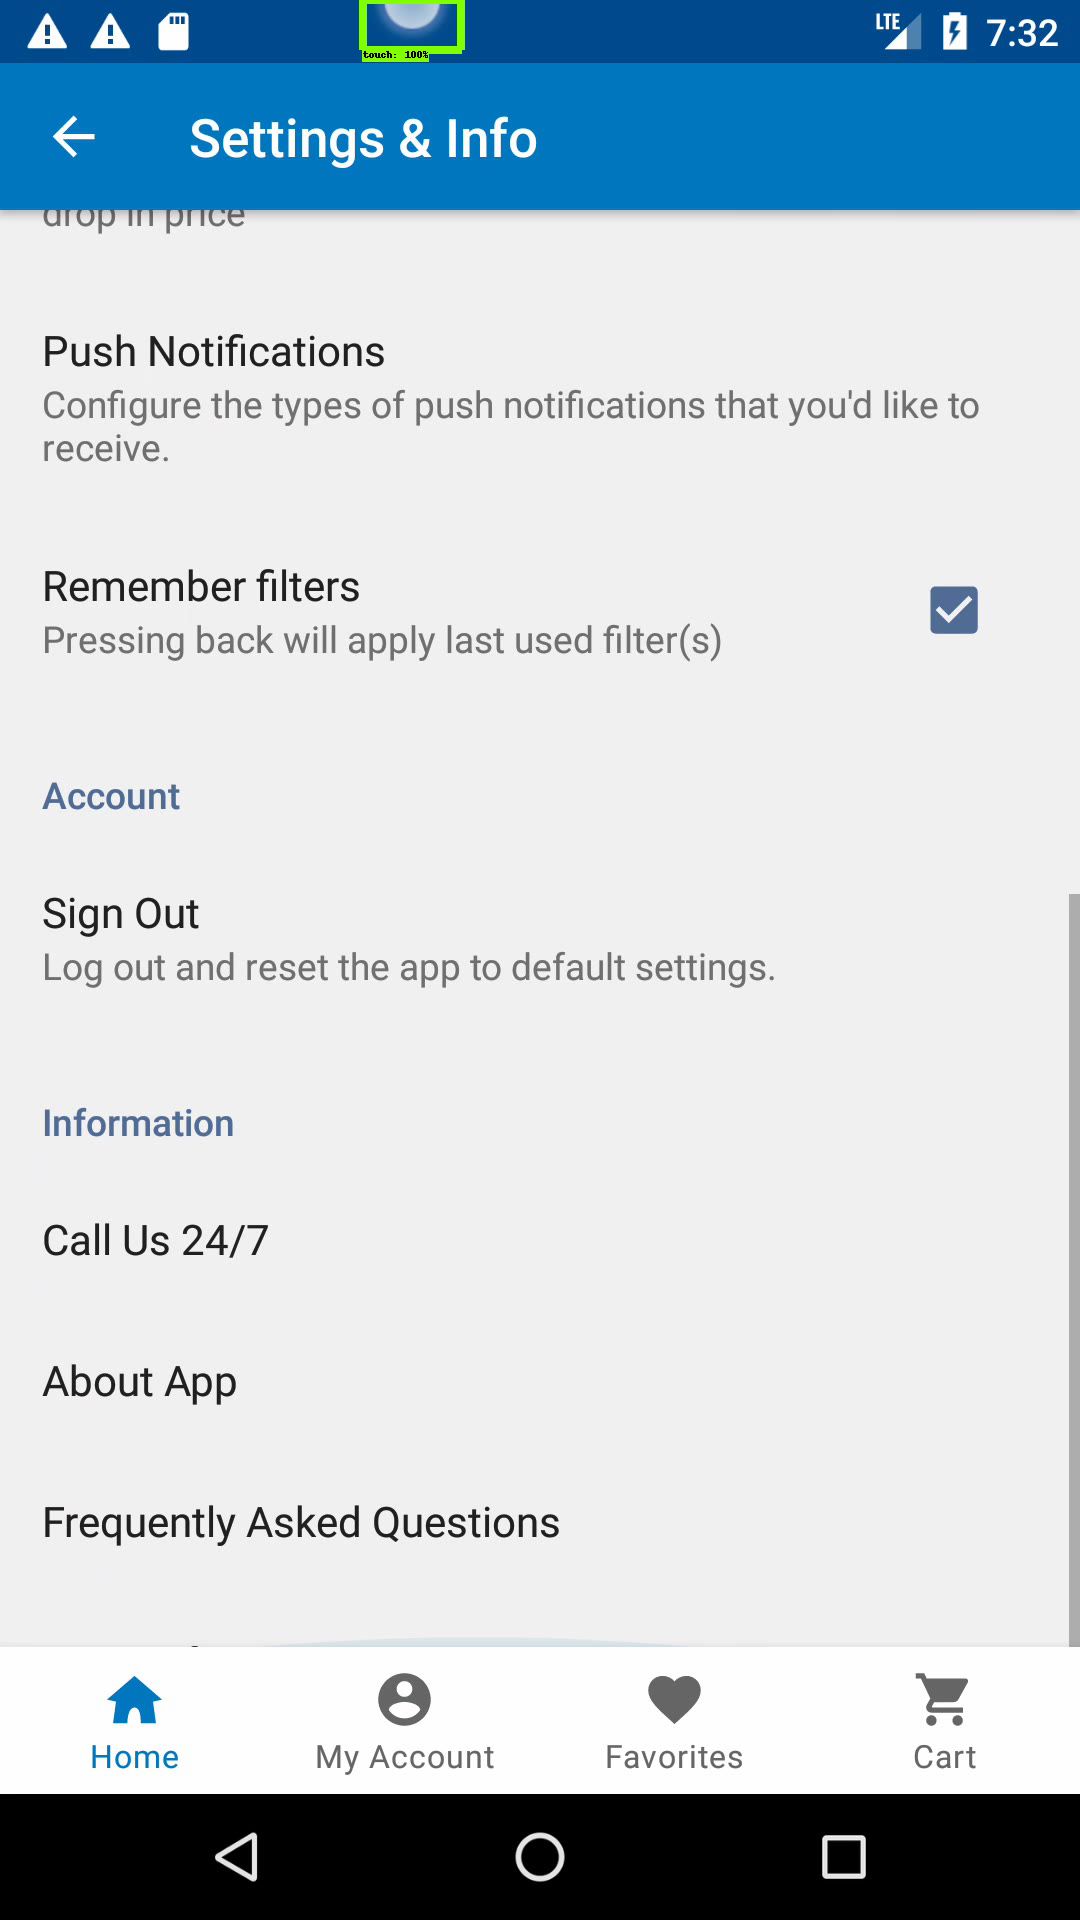 LTE 7:32
touch: 100%
Settings & Info
drop in price
Push Notifications
Configure the types of push notifications that you'd like to
receive.
Remember filters
Pressing back will apply last used filter(s)
Account
Sign Out
Log out and reset the app to default settings.
Information
Call Us 24/7
About App
Frequently Asked Questions
Home My Account Favorites Cart